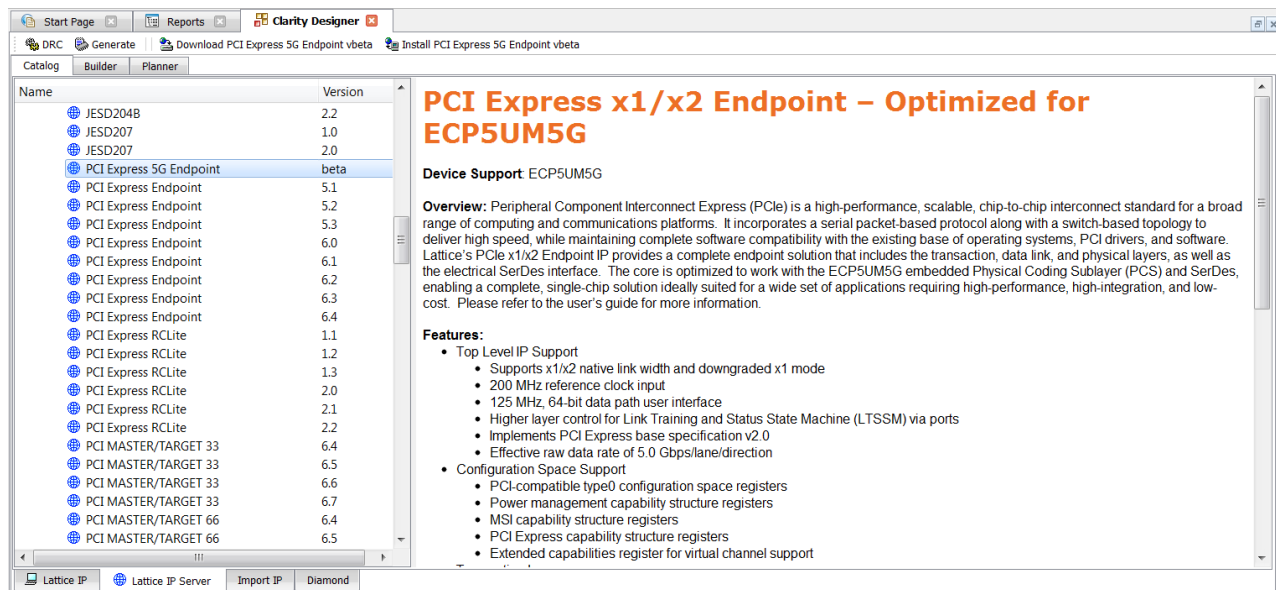 Start Page Reports Clarity Designer
DRC Generate Download PCI Express 5G Endpoint vbeta Install PCI Express 5G Endpoint vbeta
Catalog Builder Planner
Name Version
JESD204B 2.2
JESD207 1.0
JESD207 2.0
PCI Express 5G Endpoint beta
PCI Express Endpoint 5.1
PCI Express Endpoint 5.2
PCI Express Endpoint 5.3
PCI Express Endpoint 6.0
PCI Express Endpoint 6.1
PCI Express Endpoint 6.2
PCI Express Endpoint 6.3
PCI Express Endpoint 6.4
PCI Express RCLite 1.1
PCI Express RCLite 1.2
PCI Express RCLite 1.3
PCI Express RCLite 2.0
PCI Express RCLite 2.1
PCI Express RCLite 2.2
PCI MASTER/TARGET 33 6.4
PCI MASTER/TARGET 33 6.5
PCI MASTER/TARGET 33 6.6
PCI MASTER/TARGET 33 6.7
PCI MASTER/TARGET 66 6.4
PCI MASTER/TARGET 66 6.5
PCI Express x1/x2 Endpoint – Optimized for
ECP5UM5G
Device Support: ECP5UM5G
Overview: Peripheral Component Interconnect Express (PCIe) is a high-performance, scalable, chip-to-chip interconnect standard for a broad
range of computing and communications platforms. It incorporates a serial packet-based protocol along with a switch-based topology to
deliver high speed, while maintaining complete software compatibility with the existing base of operating systems, PCI drivers, and software.
Lattice's PCIe x1/x2 Endpoint IP provides a complete endpoint solution that includes the transaction, data link, and physical layers, as well as
the electrical SerDes interface. The core is optimized to work with the ECP5UM5G embedded Physical Coding Sublayer (PCS) and SerDes,
enabling a complete, single-chip solution ideally suited for a wide set of applications requiring high-performance, high-integration, and low-
cost. Please refer to the user's guide for more information.
Features:
• Top Level IP Support
• Supports x1/x2 native link width and downgraded x1 mode
• 200 MHz reference clock input
• 125 MHz, 64-bit data path user interface
• Higher layer control for Link Training and Status State Machine (LTSSM) via ports
• Implements PCI Express base specification v2.0
• Effective raw data rate of 5.0 Gbps/lane/direction
• Configuration Space Support
• PCI-compatible type0 configuration space registers
• Power management capability structure registers
• MSI capability structure registers
• PCI Express capability structure registers
• Extended capabilities register for virtual channel support
Lattice IP Lattice IP Server Import IP Diamond